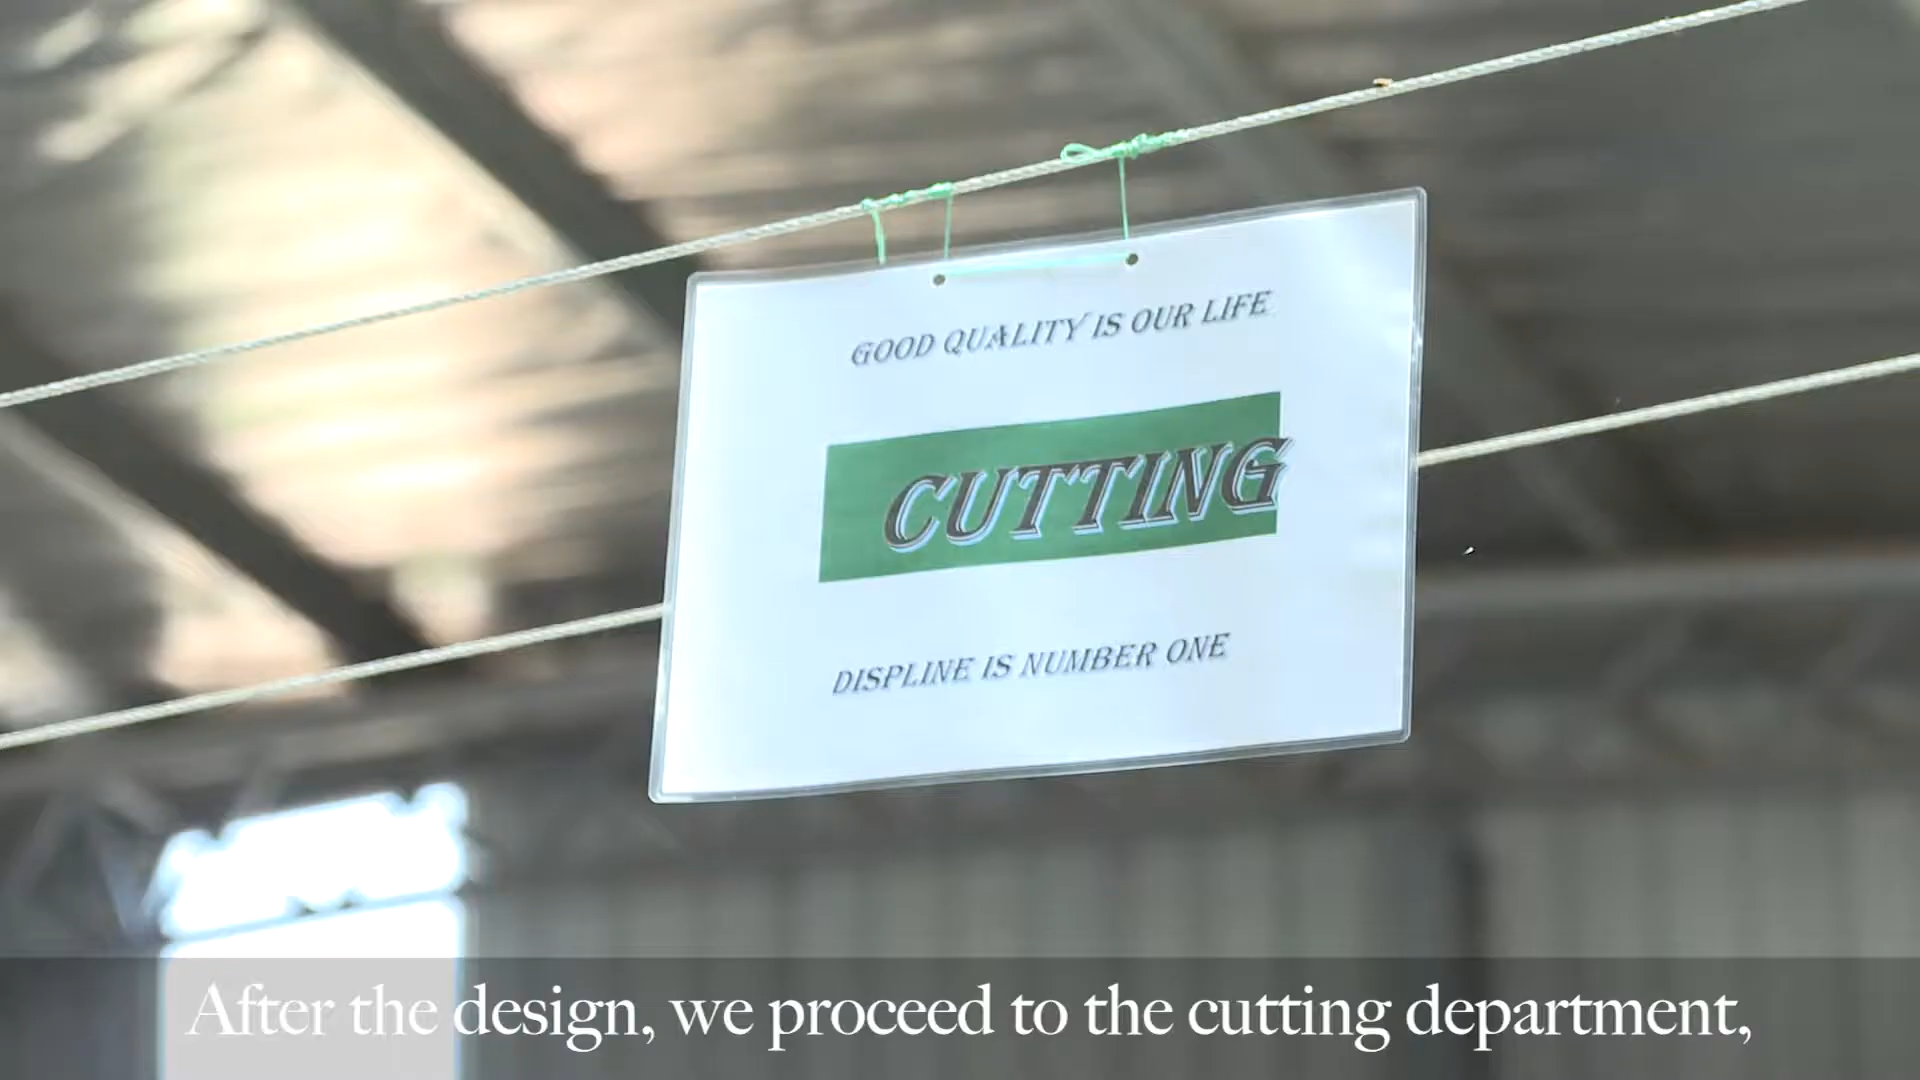 GOOD QUALITY IS OUR LIFE
CUTTING
DISPLINE IS NUMBER ONE
After the design, we proceed to the cutting department,